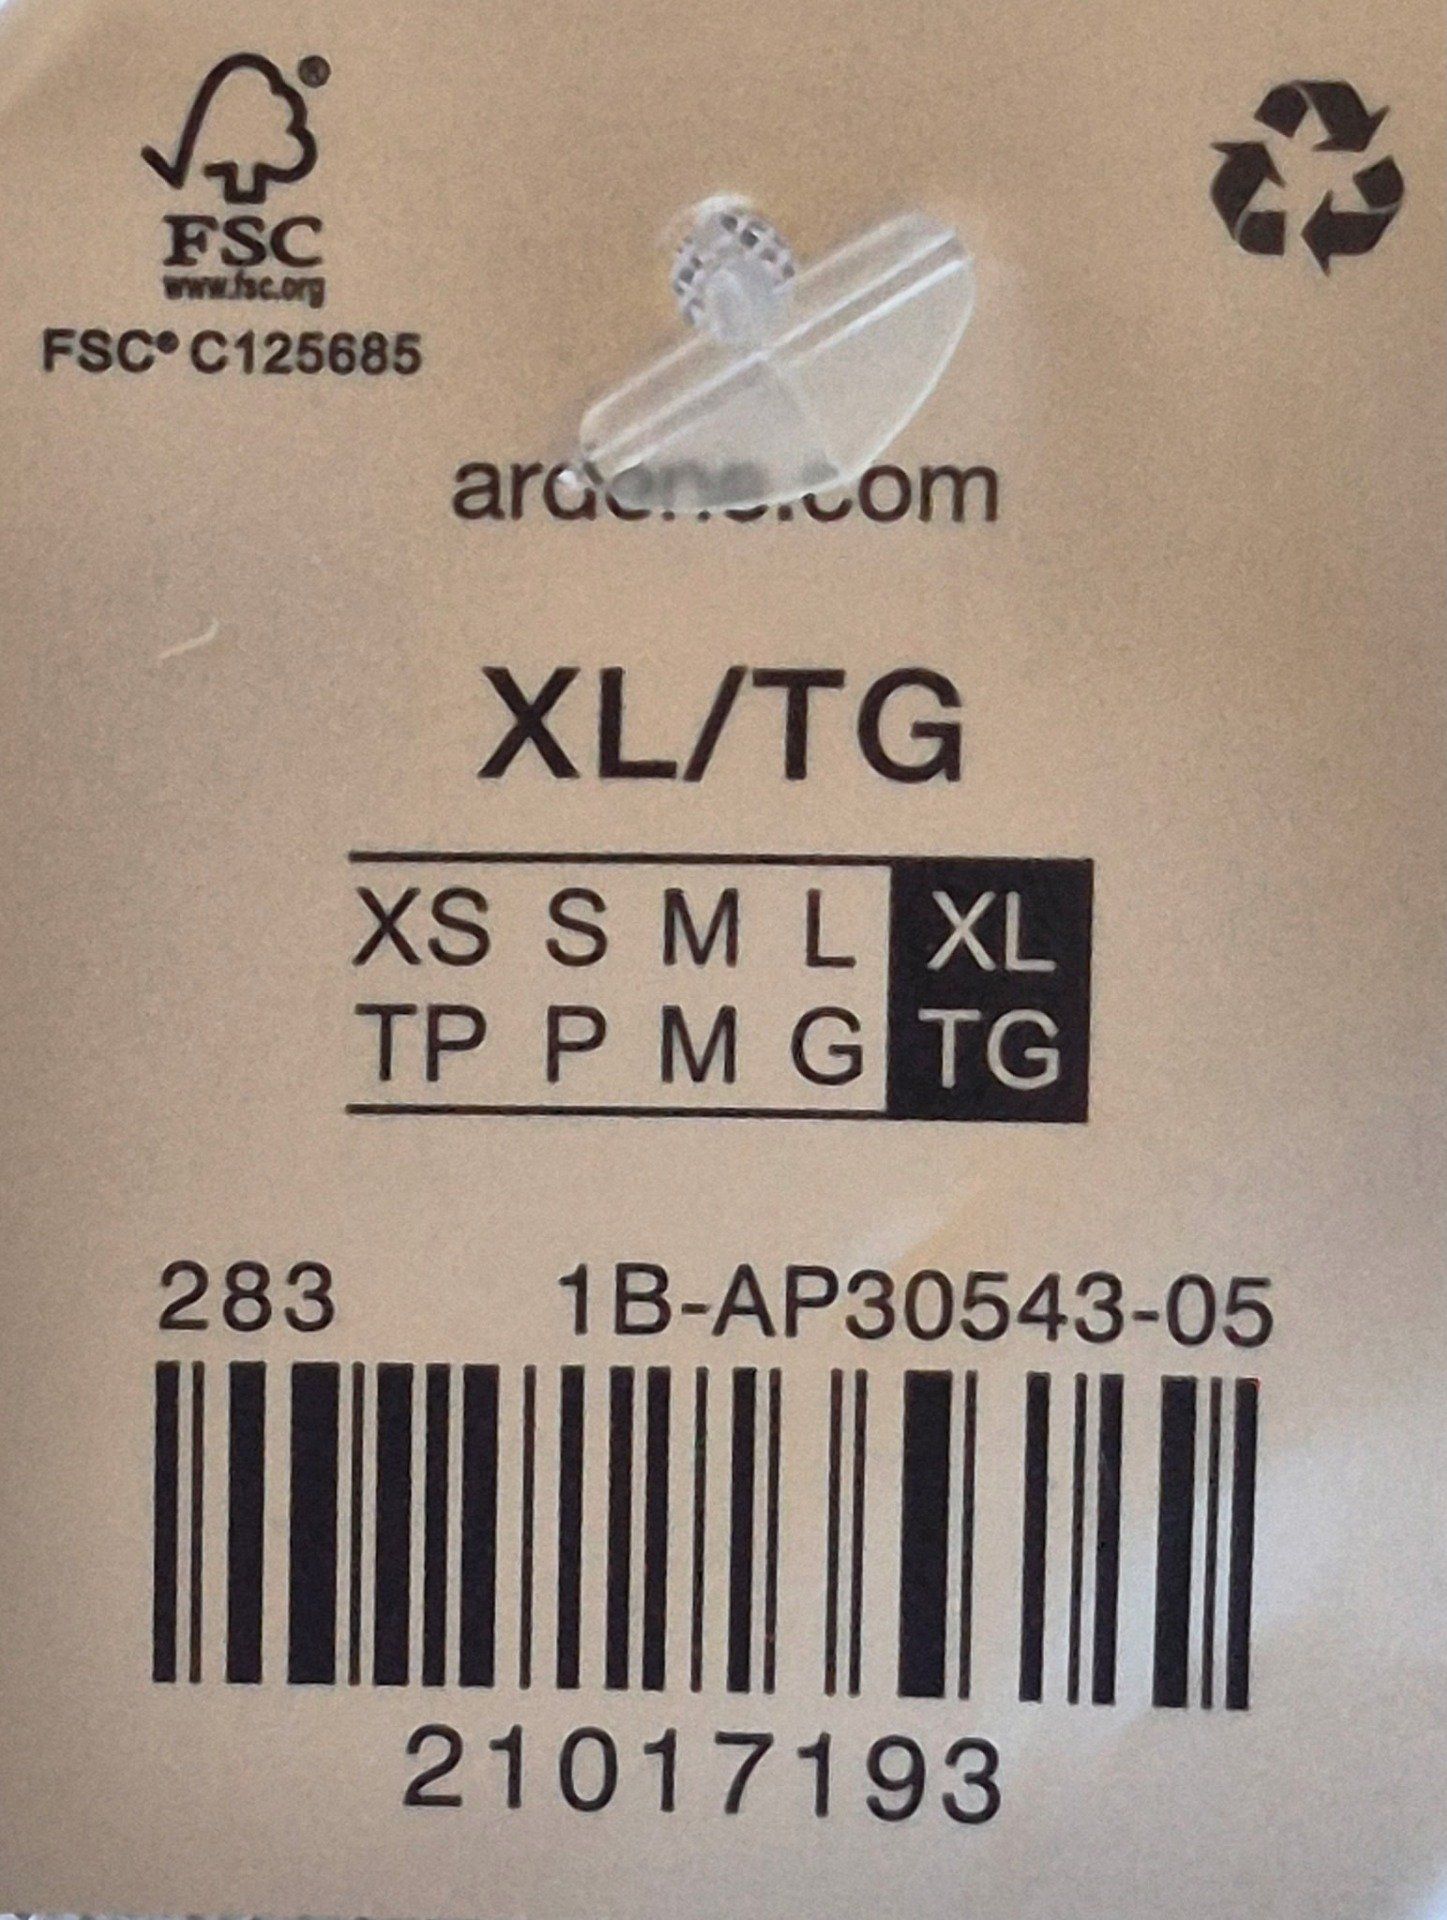 FSC®
www.fsc.org
FSC® C125685
ardene.com
XL/TG
XS S M L XL
TP P M G TG
283 1B-AP30543-05
21017193